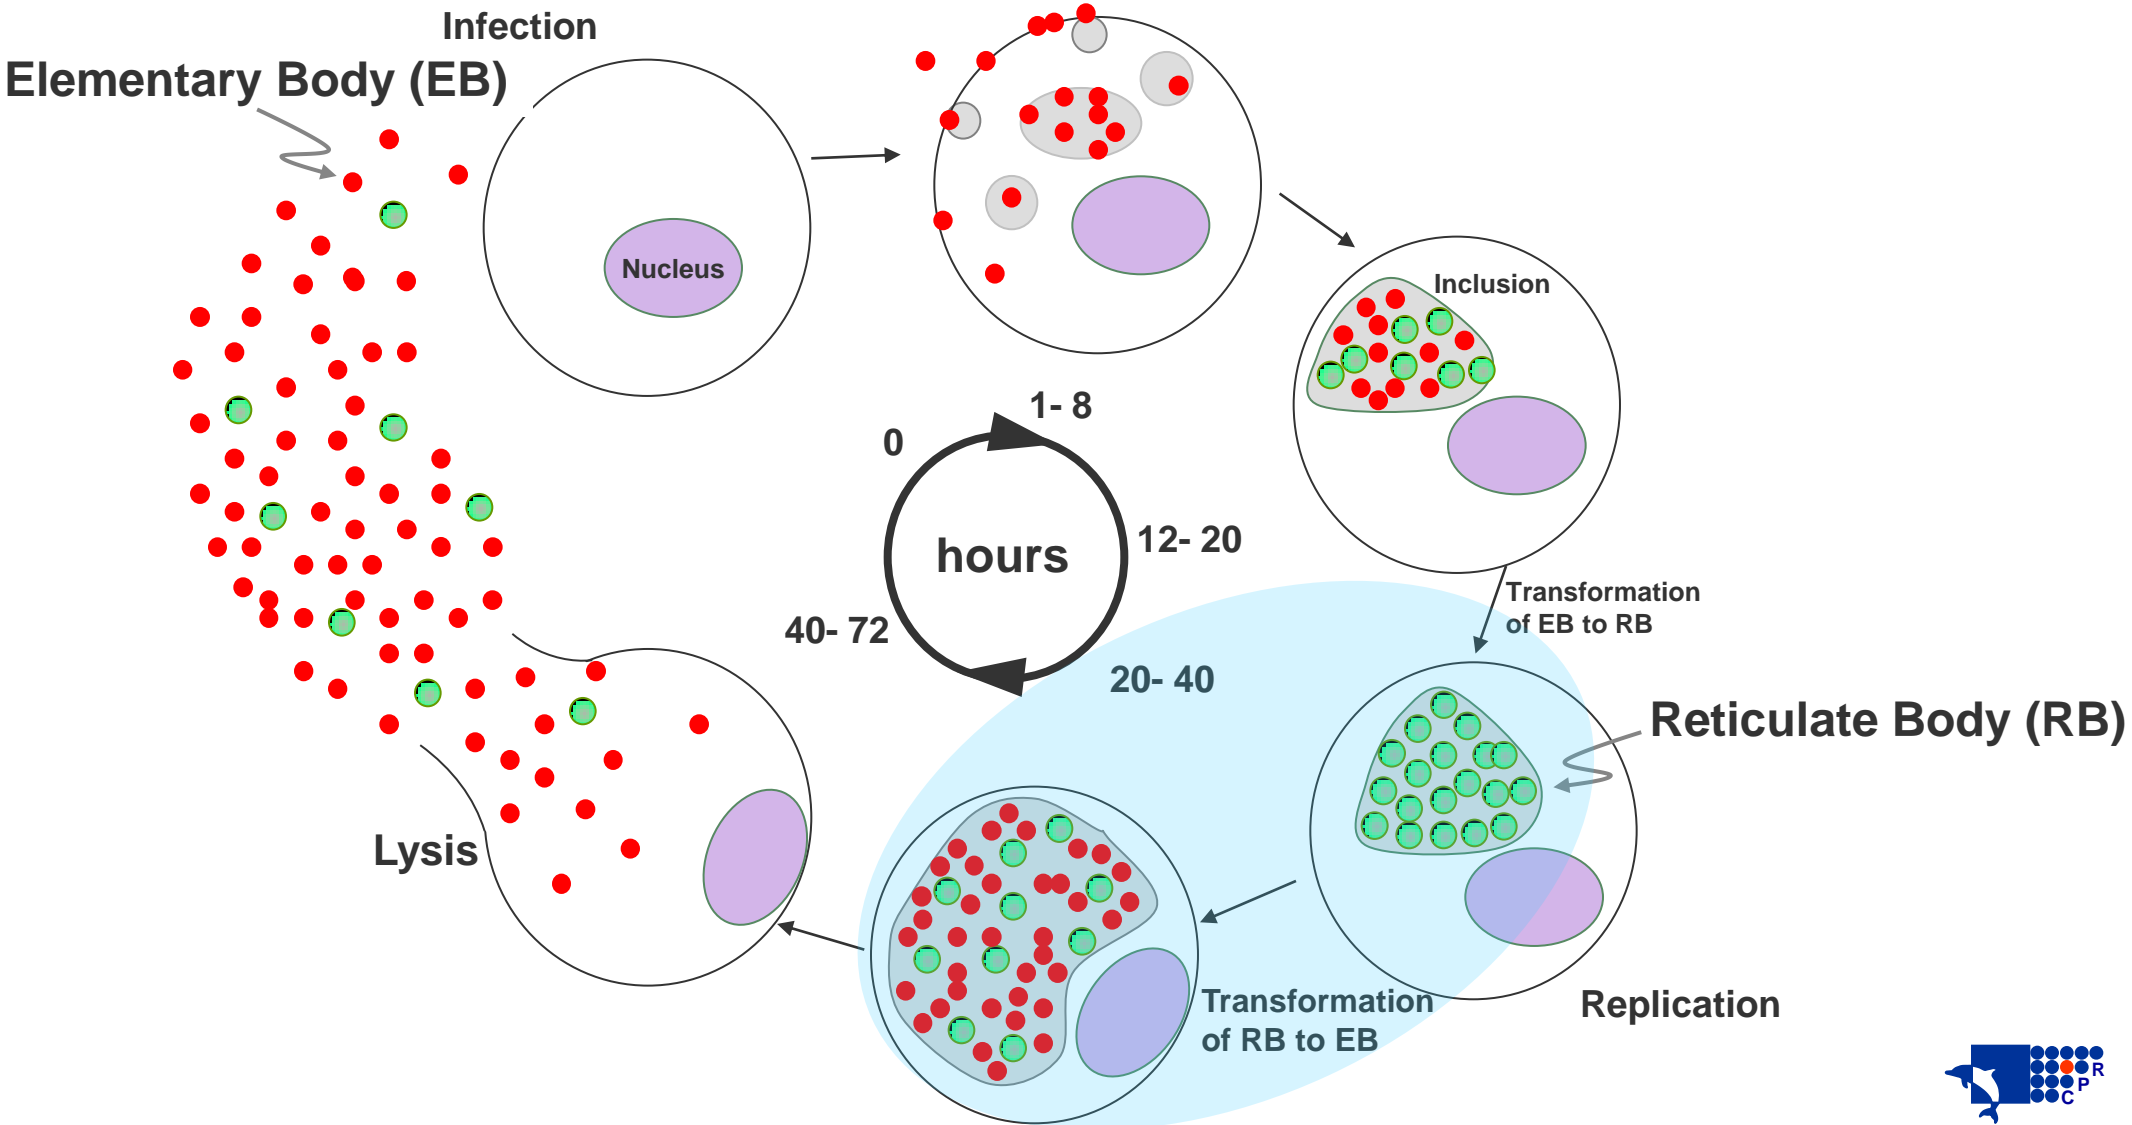 Infection
Elementary Body (EB)
Nucleus
Inclusion
1- 8
0
hours
12- 20
40- 72
20- 40
Transformation
of EB to RB
Reticulate Body (RB)
Lysis
Transformation
of RB to EB
Replication
R
P
C